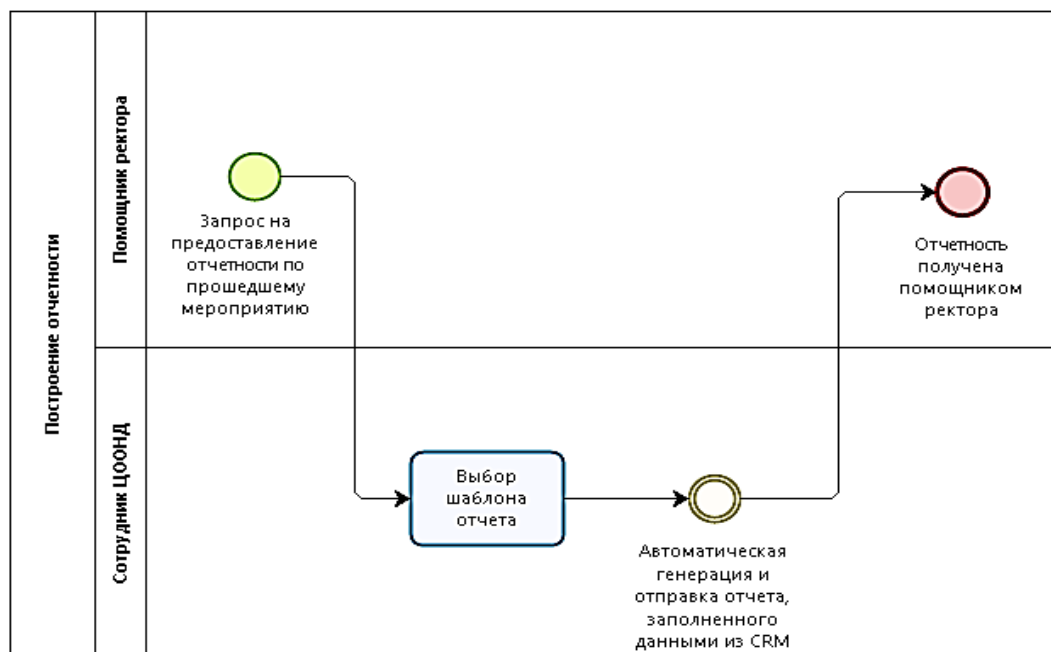 Построение отчетности
Помощник ректора
Запрос на
предоставление
отчетности по
прошедшему
мероприятию
Отчетность
получена
помощником
ректора
Сотрудник ЦООНД
Выбор
шаблона
отчета
Автоматическая
генерация и
отправка отчета,
заполненного
данными из CRM